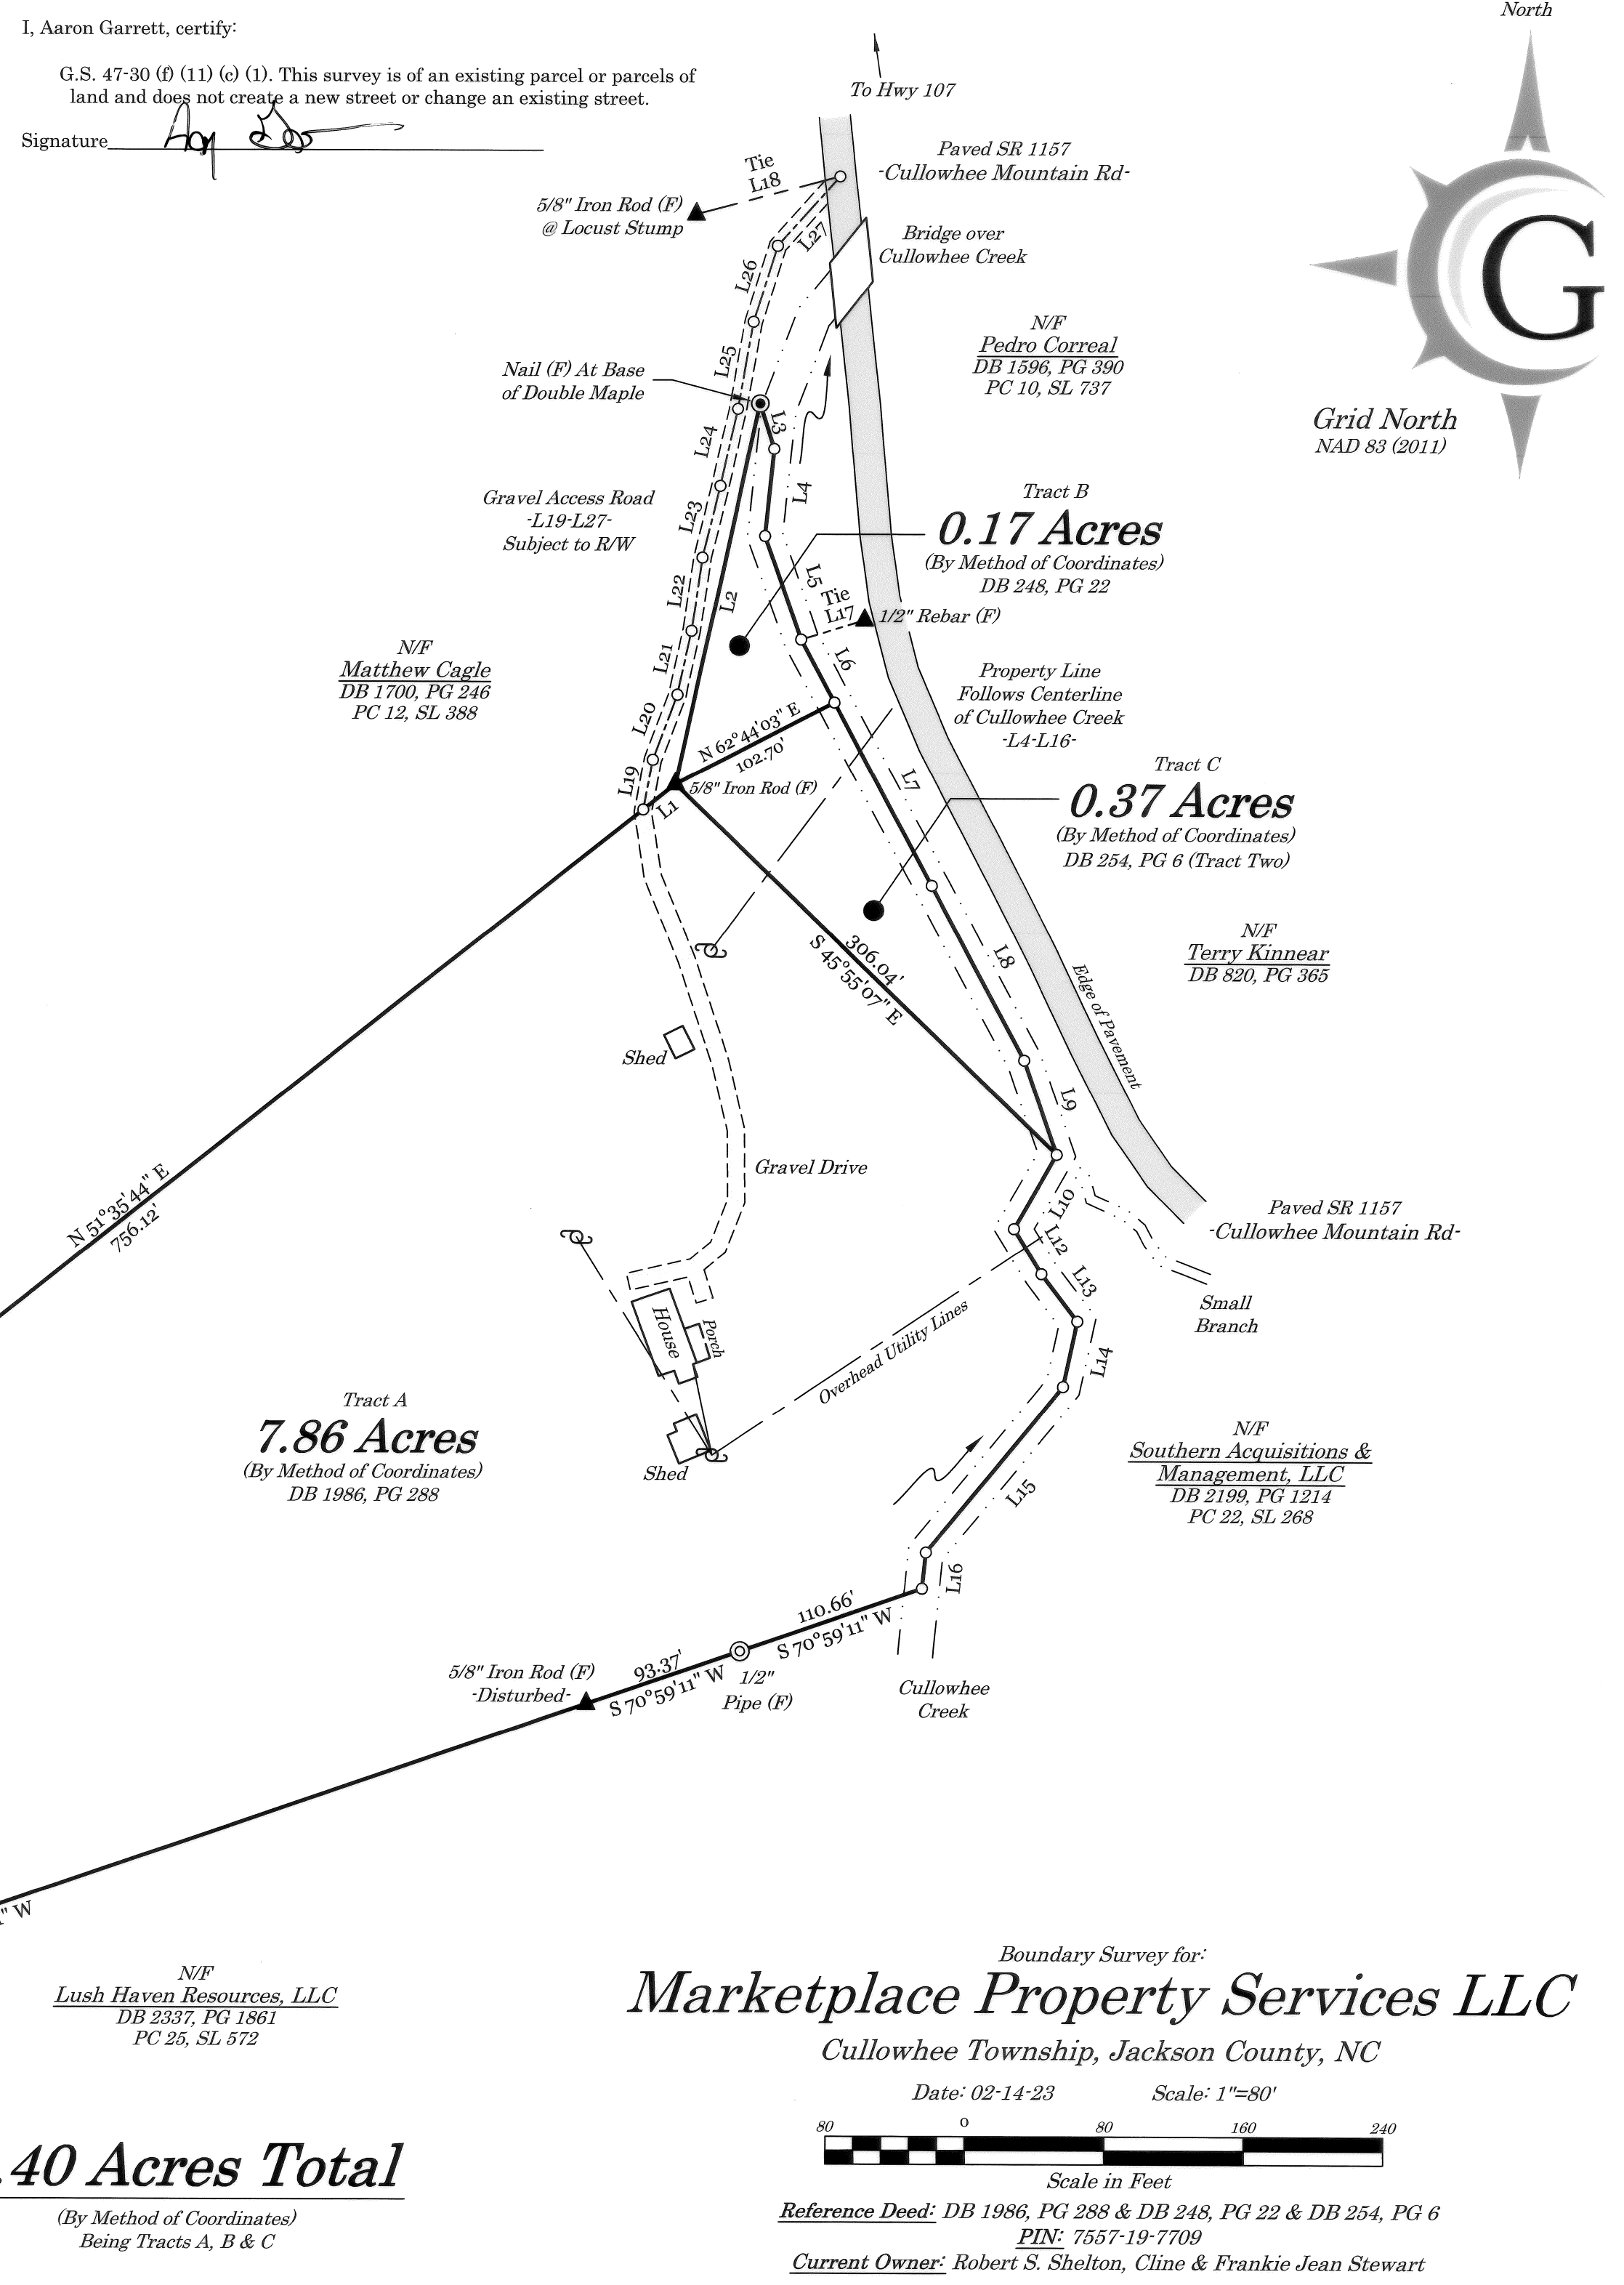 I, Aaron Garrett, certify:
G.S. 47-30 (f) (11) (c) (1). This survey is of an existing parcel or parcels of
land and does not create a new street or change an existing street.
Signature
North
G
Grid North
NAD 83 (2011)
To Hwy 107
Paved SR 1157
-Cullowhee Mountain Rd-
Tie
L18
5/8" Iron Rod (F)
@ Locust Stump
L27
Bridge over
Cullowhee Creek
L26
N/F
Pedro Correal
DB 1596, PG 390
PC 10, SL 737
L25
Nail (F) At Base
of Double Maple
L3
L24
L4
Gravel Access Road
-L19-L27-
Subject to R/W
L23
Tract B
0.17 Acres
(By Method of Coordinates)
DB 248, PG 22
L22
L2
L5
Tie
L17
1/2" Rebar (F)
L21
L6
N/F
Matthew Cagle
DB 1700, PG 246
PC 12, SL 388
Property Line
Follows Centerline
of Cullowhee Creek
-L4-L16-
L20
N 62°44'03" E
102.70'
L19
L1
5/8" Iron Rod (F)
L7
Tract C
0.37 Acres
(By Method of Coordinates)
DB 254, PG 6 (Tract Two)
306.04'
S 45°55'07" E
L8
N/F
Terry Kinnear
DB 820, PG 365
Edge of Pavement
Shed
L9
Gravel Drive
N 51°35'44" E
756.12'
L10
L12
L13
Paved SR 1157
-Cullowhee Mountain Rd-
Small
Branch
House
Porch
Overhead Utility Lines
L14
Tract A
7.86 Acres
(By Method of Coordinates)
DB 1986, PG 288
Shed
N/F
Southern Acquisitions &
Management, LLC
DB 2199, PG 1214
PC 22, SL 268
L15
L16
110.66'
S 70°59'11" W
93.37'
S 70°59'11" W
5/8" Iron Rod (F)
-Disturbed-
1/2"
Pipe (F)
Cullowhee
Creek
" W
N/F
Lush Haven Resources, LLC
DB 2337, PG 1861
PC 25, SL 572
.40 Acres Total
(By Method of Coordinates)
Being Tracts A, B & C
Boundary Survey for:
Marketplace Property Services LLC
Cullowhee Township, Jackson County, NC
Date: 02-14-23 Scale: 1"=80'
80 0 80 160 240
Scale in Feet
Reference Deed: DB 1986, PG 288 & DB 248, PG 22 & DB 254, PG 6
PIN: 7557-19-7709
Current Owner: Robert S. Shelton, Cline & Frankie Jean Stewart